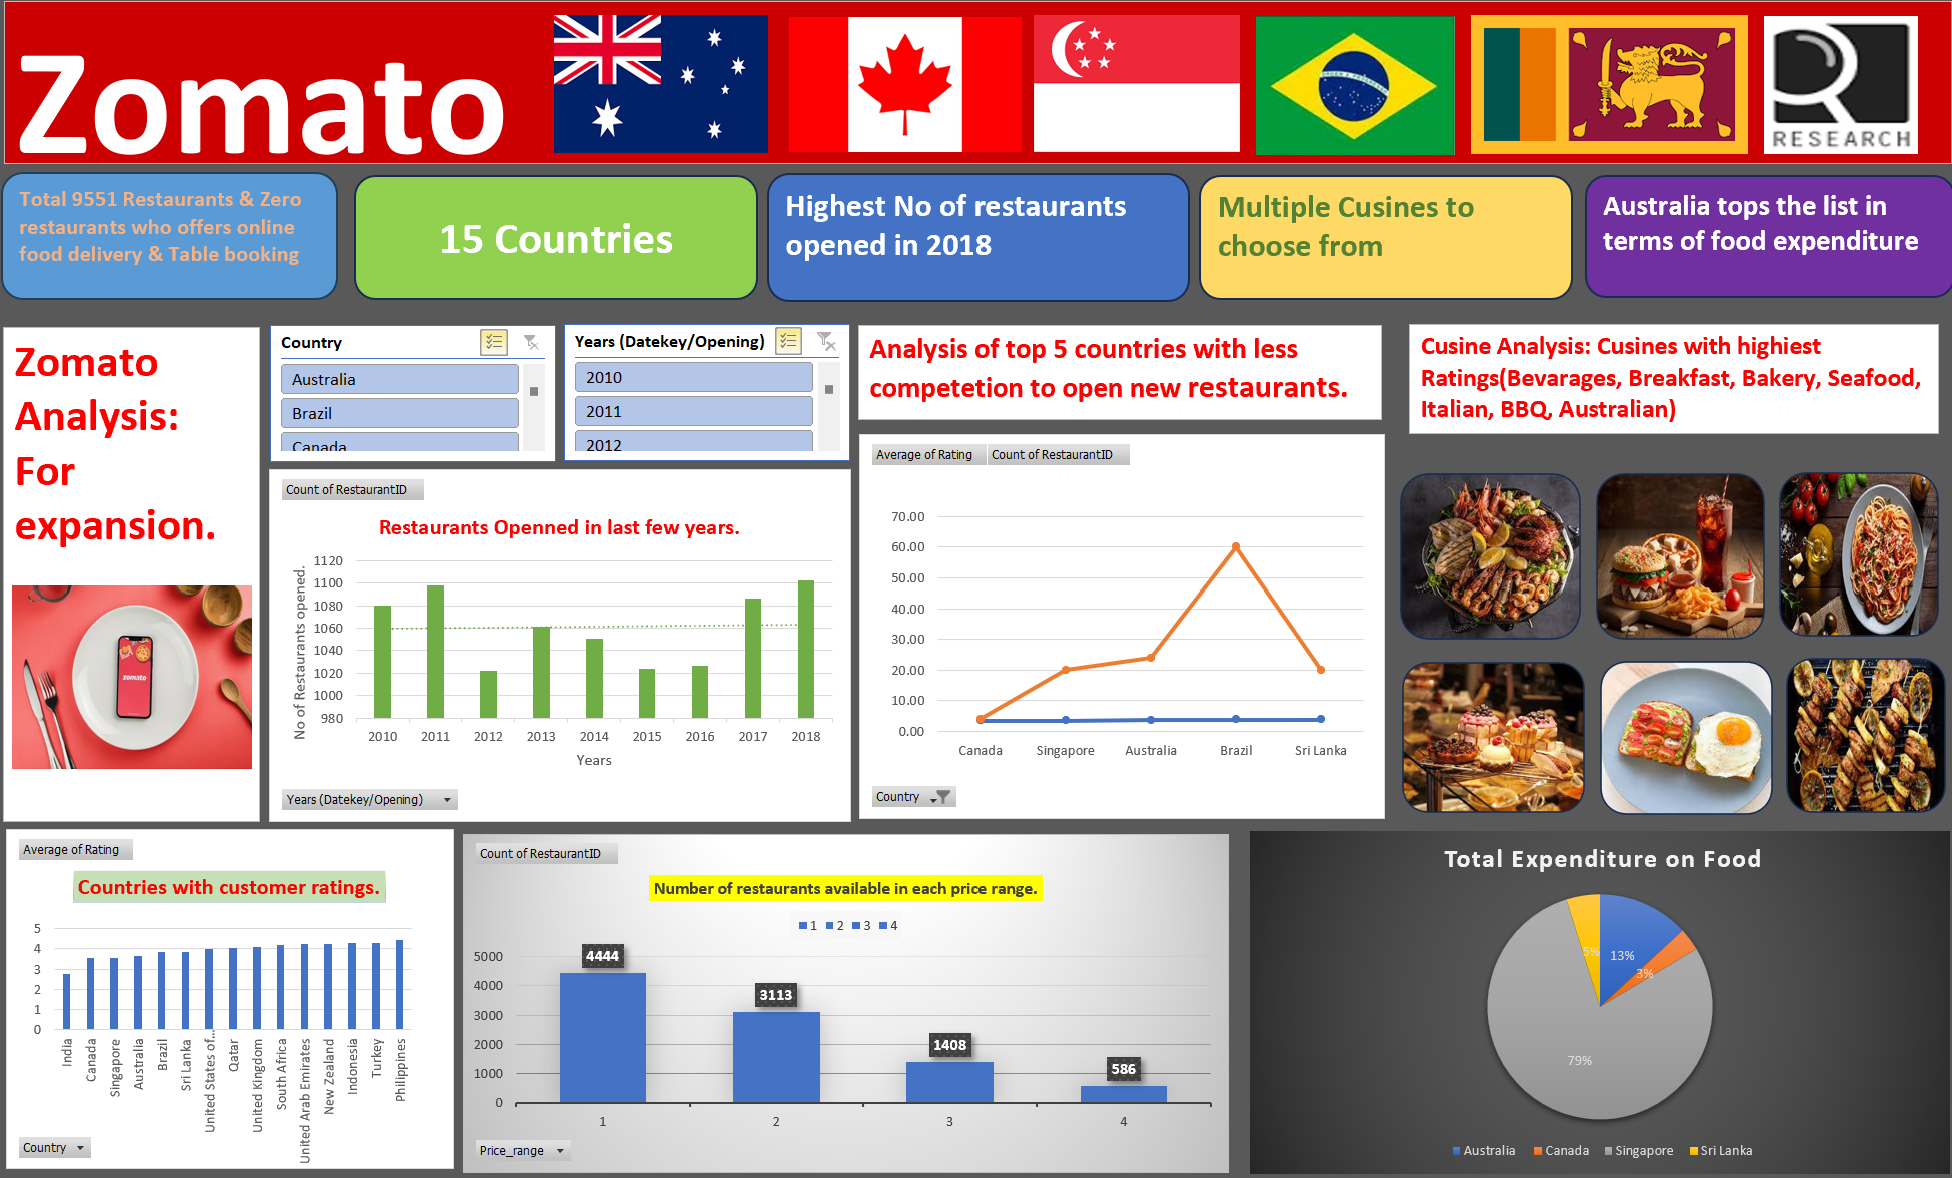 Zomato
RESEARCH
Total 9551 Restaurants & Zero
restaurants who offers online
food delivery & Table booking
15 Countries
Highest No of restaurants
opened in 2018
Multiple Cusines to
choose from
Australia tops the list in
terms of food expenditure
Zomato
Analysis:
For
expansion.
zomato
Country
Australia
Brazil
Canada
Years (Datekey/Opening)
2010
2011
2012
Analysis of top 5 countries with less
competetion to open new restaurants.
Cusine Analysis: Cusines with highiest
Ratings(Bevarages, Breakfast, Bakery, Seafood,
Italian, BBQ, Australian)
Count of RestaurantID
Restaurants Openned in last few years.
No of Restaurants opened.
1120
1100
1080
1060
1040
1020
1000
980
2010 2011 2012 2013 2014 2015 2016 2017 2018
Years
Years (Datekey/Opening)
Average of Rating Count of RestaurantID
70.00
60.00
50.00
40.00
30.00
20.00
10.00
0.00
Canada Singapore Australia Brazil Sri Lanka
Country
Average of Rating
Countries with customer ratings.
5
4
3
2
1
0
India
Canada
Singapore
Australia
Brazil
Sri Lanka
United States of...
Qatar
United Kingdom
South Africa
United Arab Emirates
New Zealand
Indonesia
Turkey
Philippines
Country
Count of RestaurantID
Number of restaurants available in each price range.
1 2 3 4
5000
4000
3000
2000
1000
0
4444
3113
1408
586
1 2 3 4
Price_range
Total Expenditure on Food
5%
13%
3%
79%
Australia Canada Singapore Sri Lanka